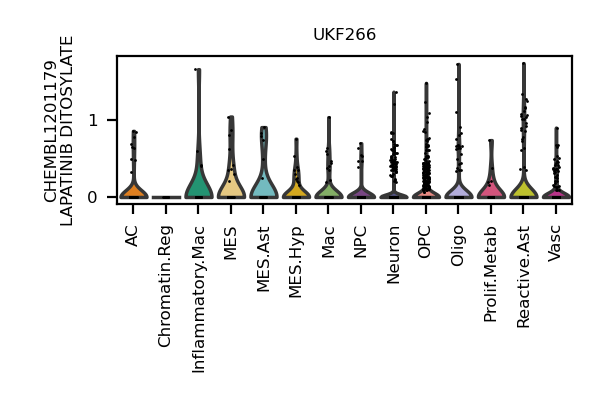 UKF266
CHEMBL1201179
LAPATINIB DITOSYLATE
1
0
AC
Chromatin.Reg
Inflammatory.Mac
MES
MES.Ast
MES.Hyp
Mac
NPC
Neuron
OPC
Oligo
Prolif.Metab
Reactive.Ast
Vasc